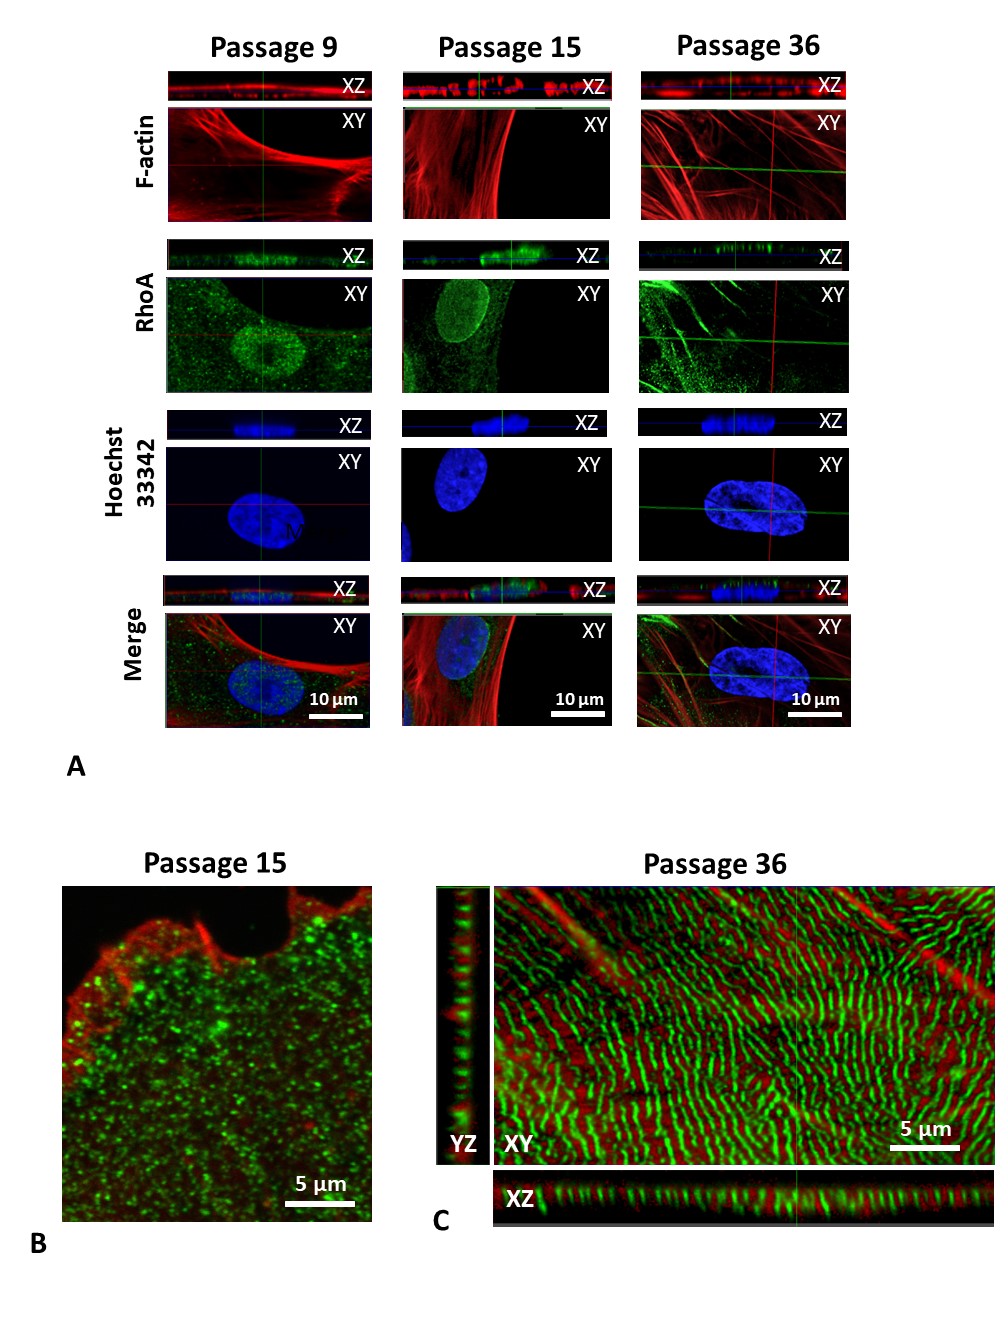 Passage 9 Passage 15 Passage 36
F-actin
XZ XZ XZ
XY XY XY
RhoA
XZ XZ XZ
XY XY XY
Hoechst
33342
XZ XZ XZ
XY XY XY
Merge
XZ XZ XZ
XY XY XY
10 µm 10 µm 10 µm
A
Passage 15 Passage 36
5 µm
B
YZ XY 5 µm
XZ
C